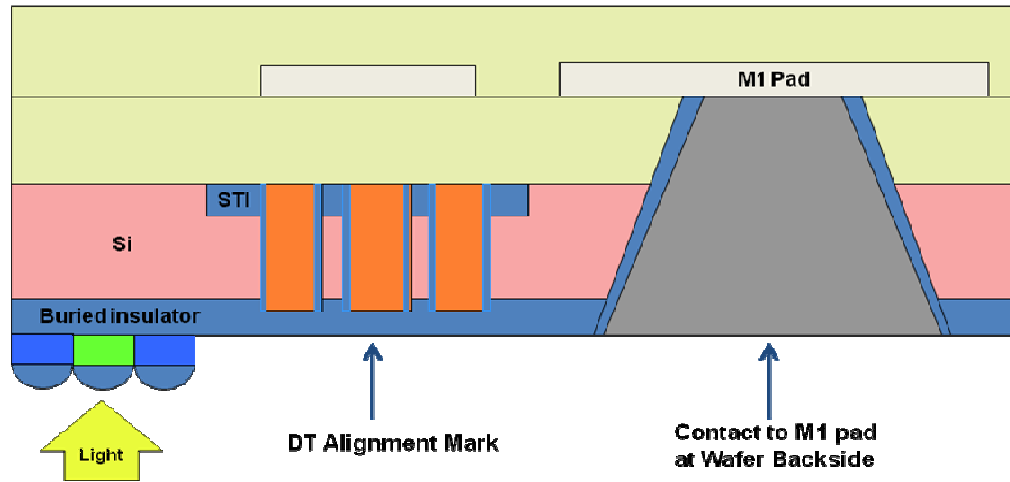 M1 Pad
STI
Si
Buried insulator
Light
DT Alignment Mark
Contact to M1 pad
at Wafer Backside